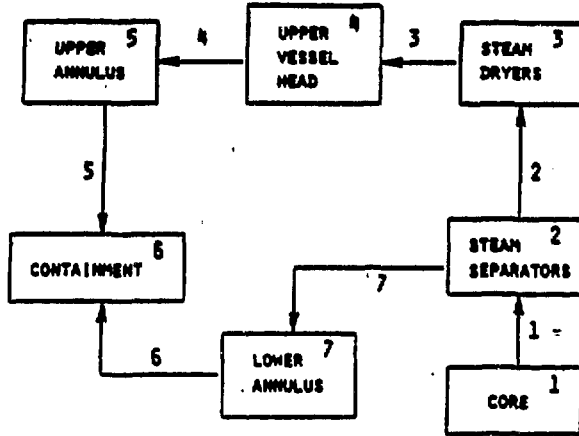 5
UPPER
ANNULUS
4
4
UPPER
VESSEL
HEAD
3
3
STEAM
DRYERS
5
2
6
CONTAINMENT
2
STEAM
SEPARATORS
7
6
7
LOWER
ANNULUS
1
1
CORE